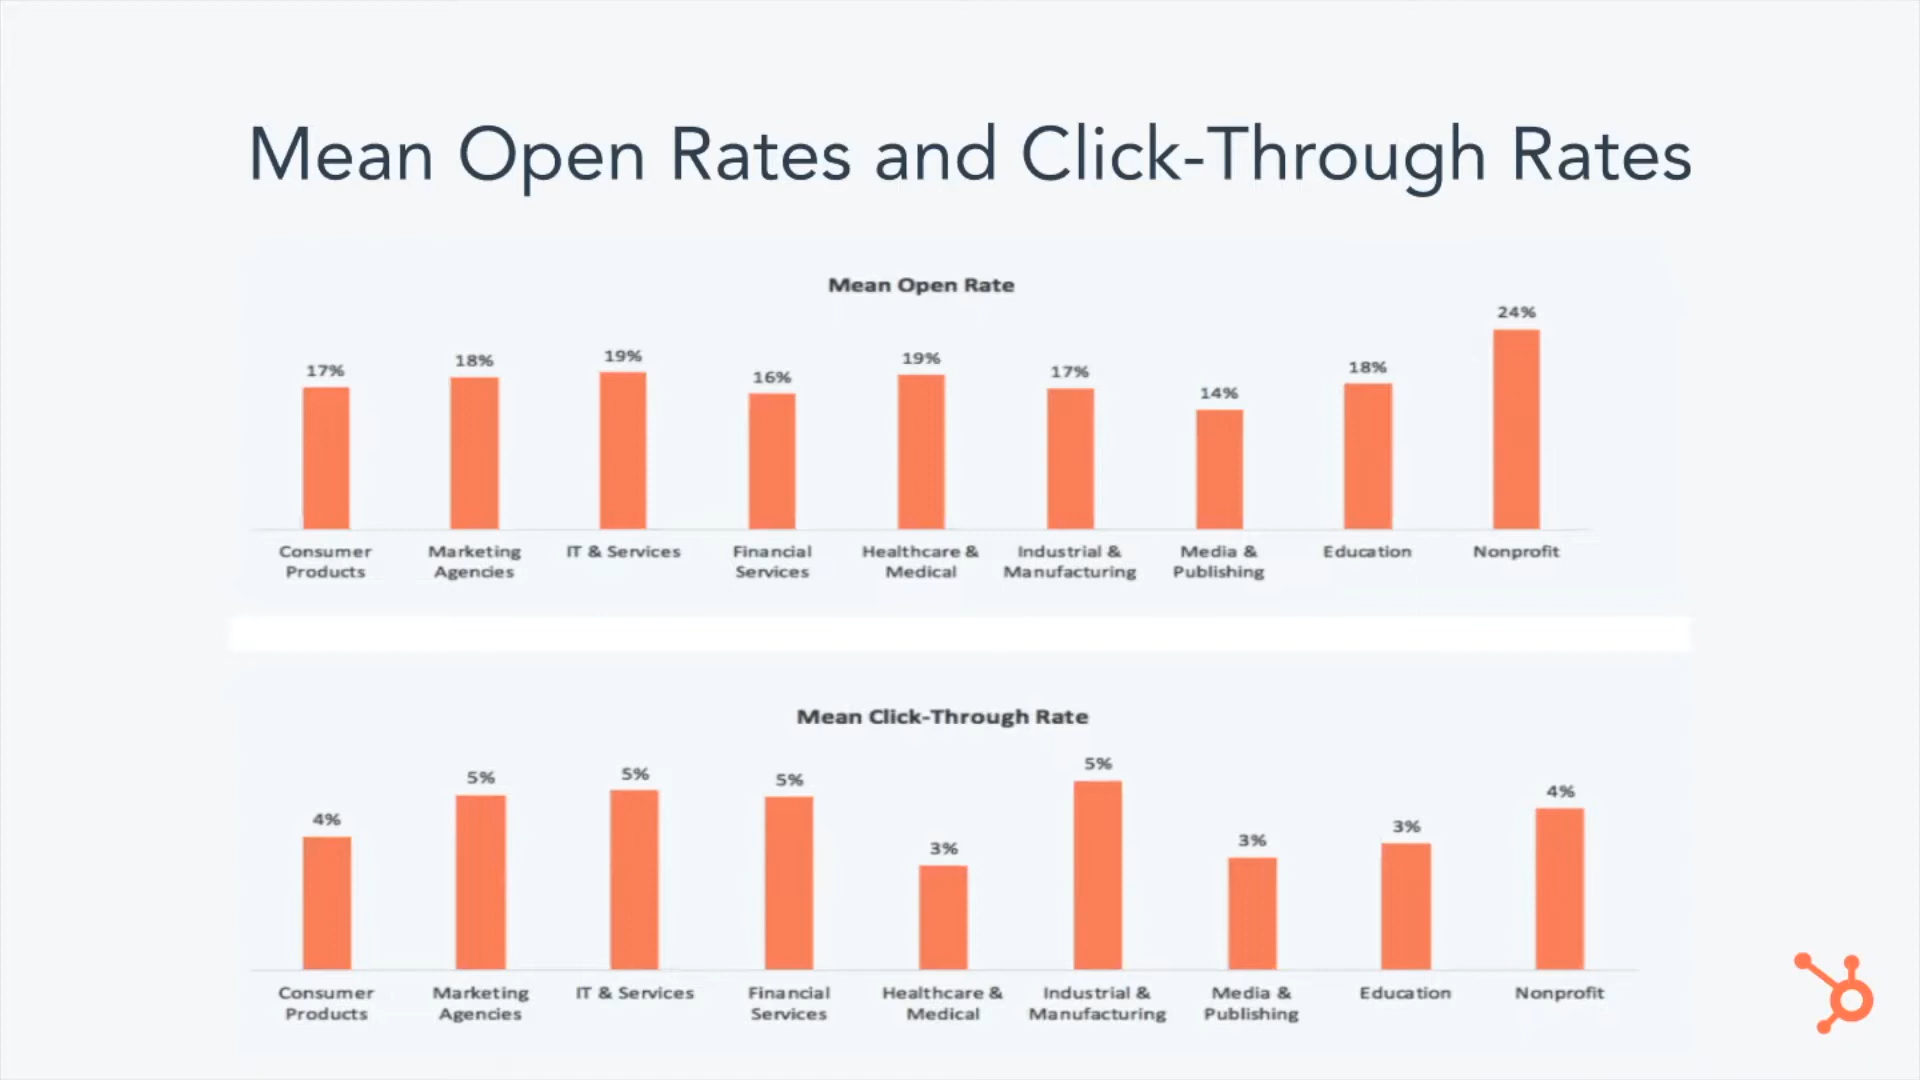 Mean Open Rates and Click-Through Rates
Mean Open Rate
17% 18% 19% 16% 19% 17% 14% 18% 24%
Consumer Marketing IT & Services Financial Healthcare & Industrial & Media & Education Nonprofit
Products Agencies Services Medical Manufacturing Publishing
Mean Click-Through Rate
4% 5% 5% 5% 3% 5% 3% 3% 4%
Consumer Marketing IT & Services Financial Healthcare & Industrial & Media & Education Nonprofit
Products Agencies Services Medical Manufacturing Publishing